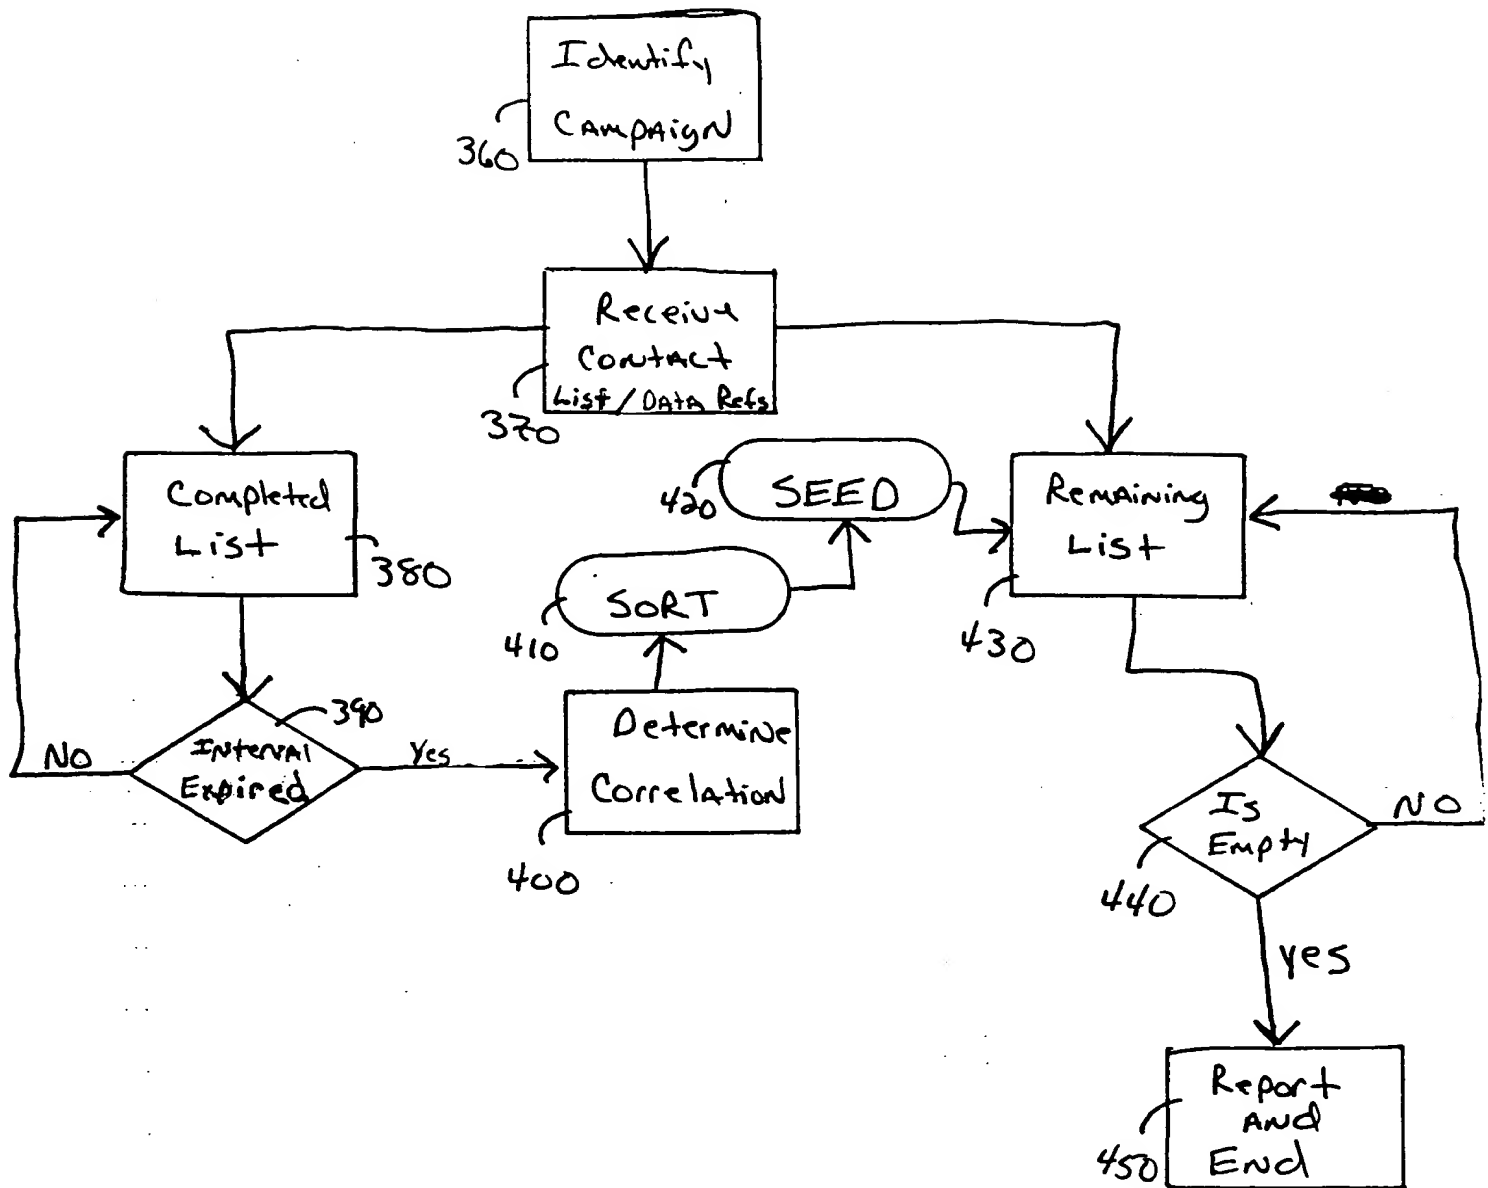 Identify
Campaign
360
Receive
Contact
List / Data Refs
370
Completed
List
380
SEED
420
Remaining
List
430
SORT
410
390
Interval
Expired
No
Yes
Determine
Correlation
400
Is
Empty
440
NO
yes
Report
And
End
450